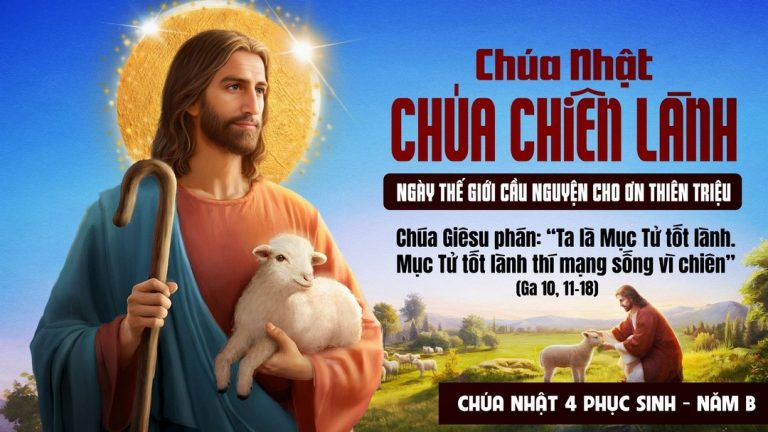 Chúa Nhật
CHÚA CHIÊN LÀNH
NGÀY THẾ GIỚI CẦU NGUYỆN CHO ƠN THIÊN TRIỆU
Chúa Giêsu phán: “Ta là Mục Tử tốt lành.
Mục Tử tốt lành thí mạng sống vì chiên”
(Ga 10, 11-18)
CHÚA NHẬT 4 PHỤC SINH - NĂM B